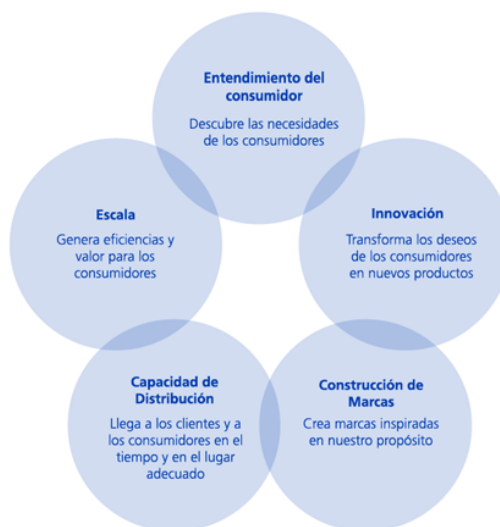 Entendimiento del
consumidor
Descubre las necesidades
de los consumidores
Escala
Genera eficiencias y
valor para los
consumidores
Innovación
Transforma los deseos
de los consumidores
en nuevos productos
Capacidad de
Distribución
Llega a los clientes y a
los consumidores en el
tiempo y en el lugar
adecuado
Construcción de
Marcas
Crea marcas inspiradas
en nuestro propósito